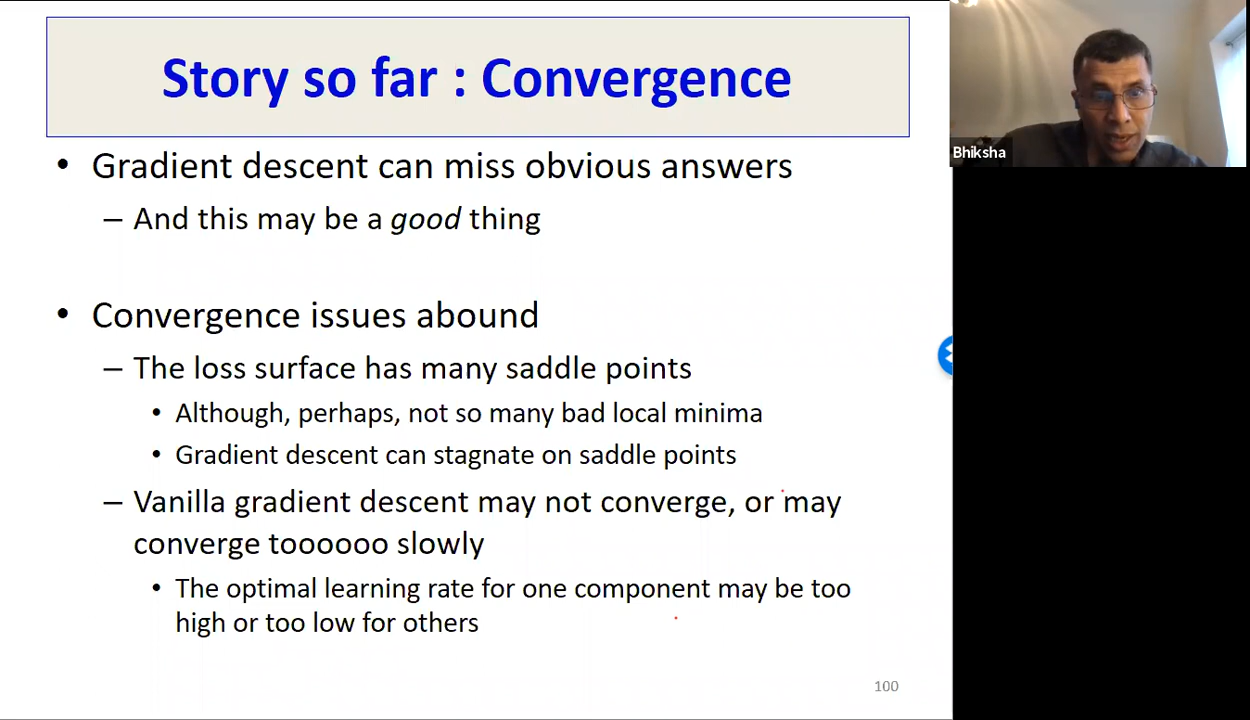 Story so far : Convergence
• Gradient descent can miss obvious answers
– And this may be a good thing
• Convergence issues abound
– The loss surface has many saddle points
• Although, perhaps, not so many bad local minima
• Gradient descent can stagnate on saddle points
– Vanilla gradient descent may not converge, or may
converge toooooo slowly
• The optimal learning rate for one component may be too
high or too low for others
100
Bhiksha